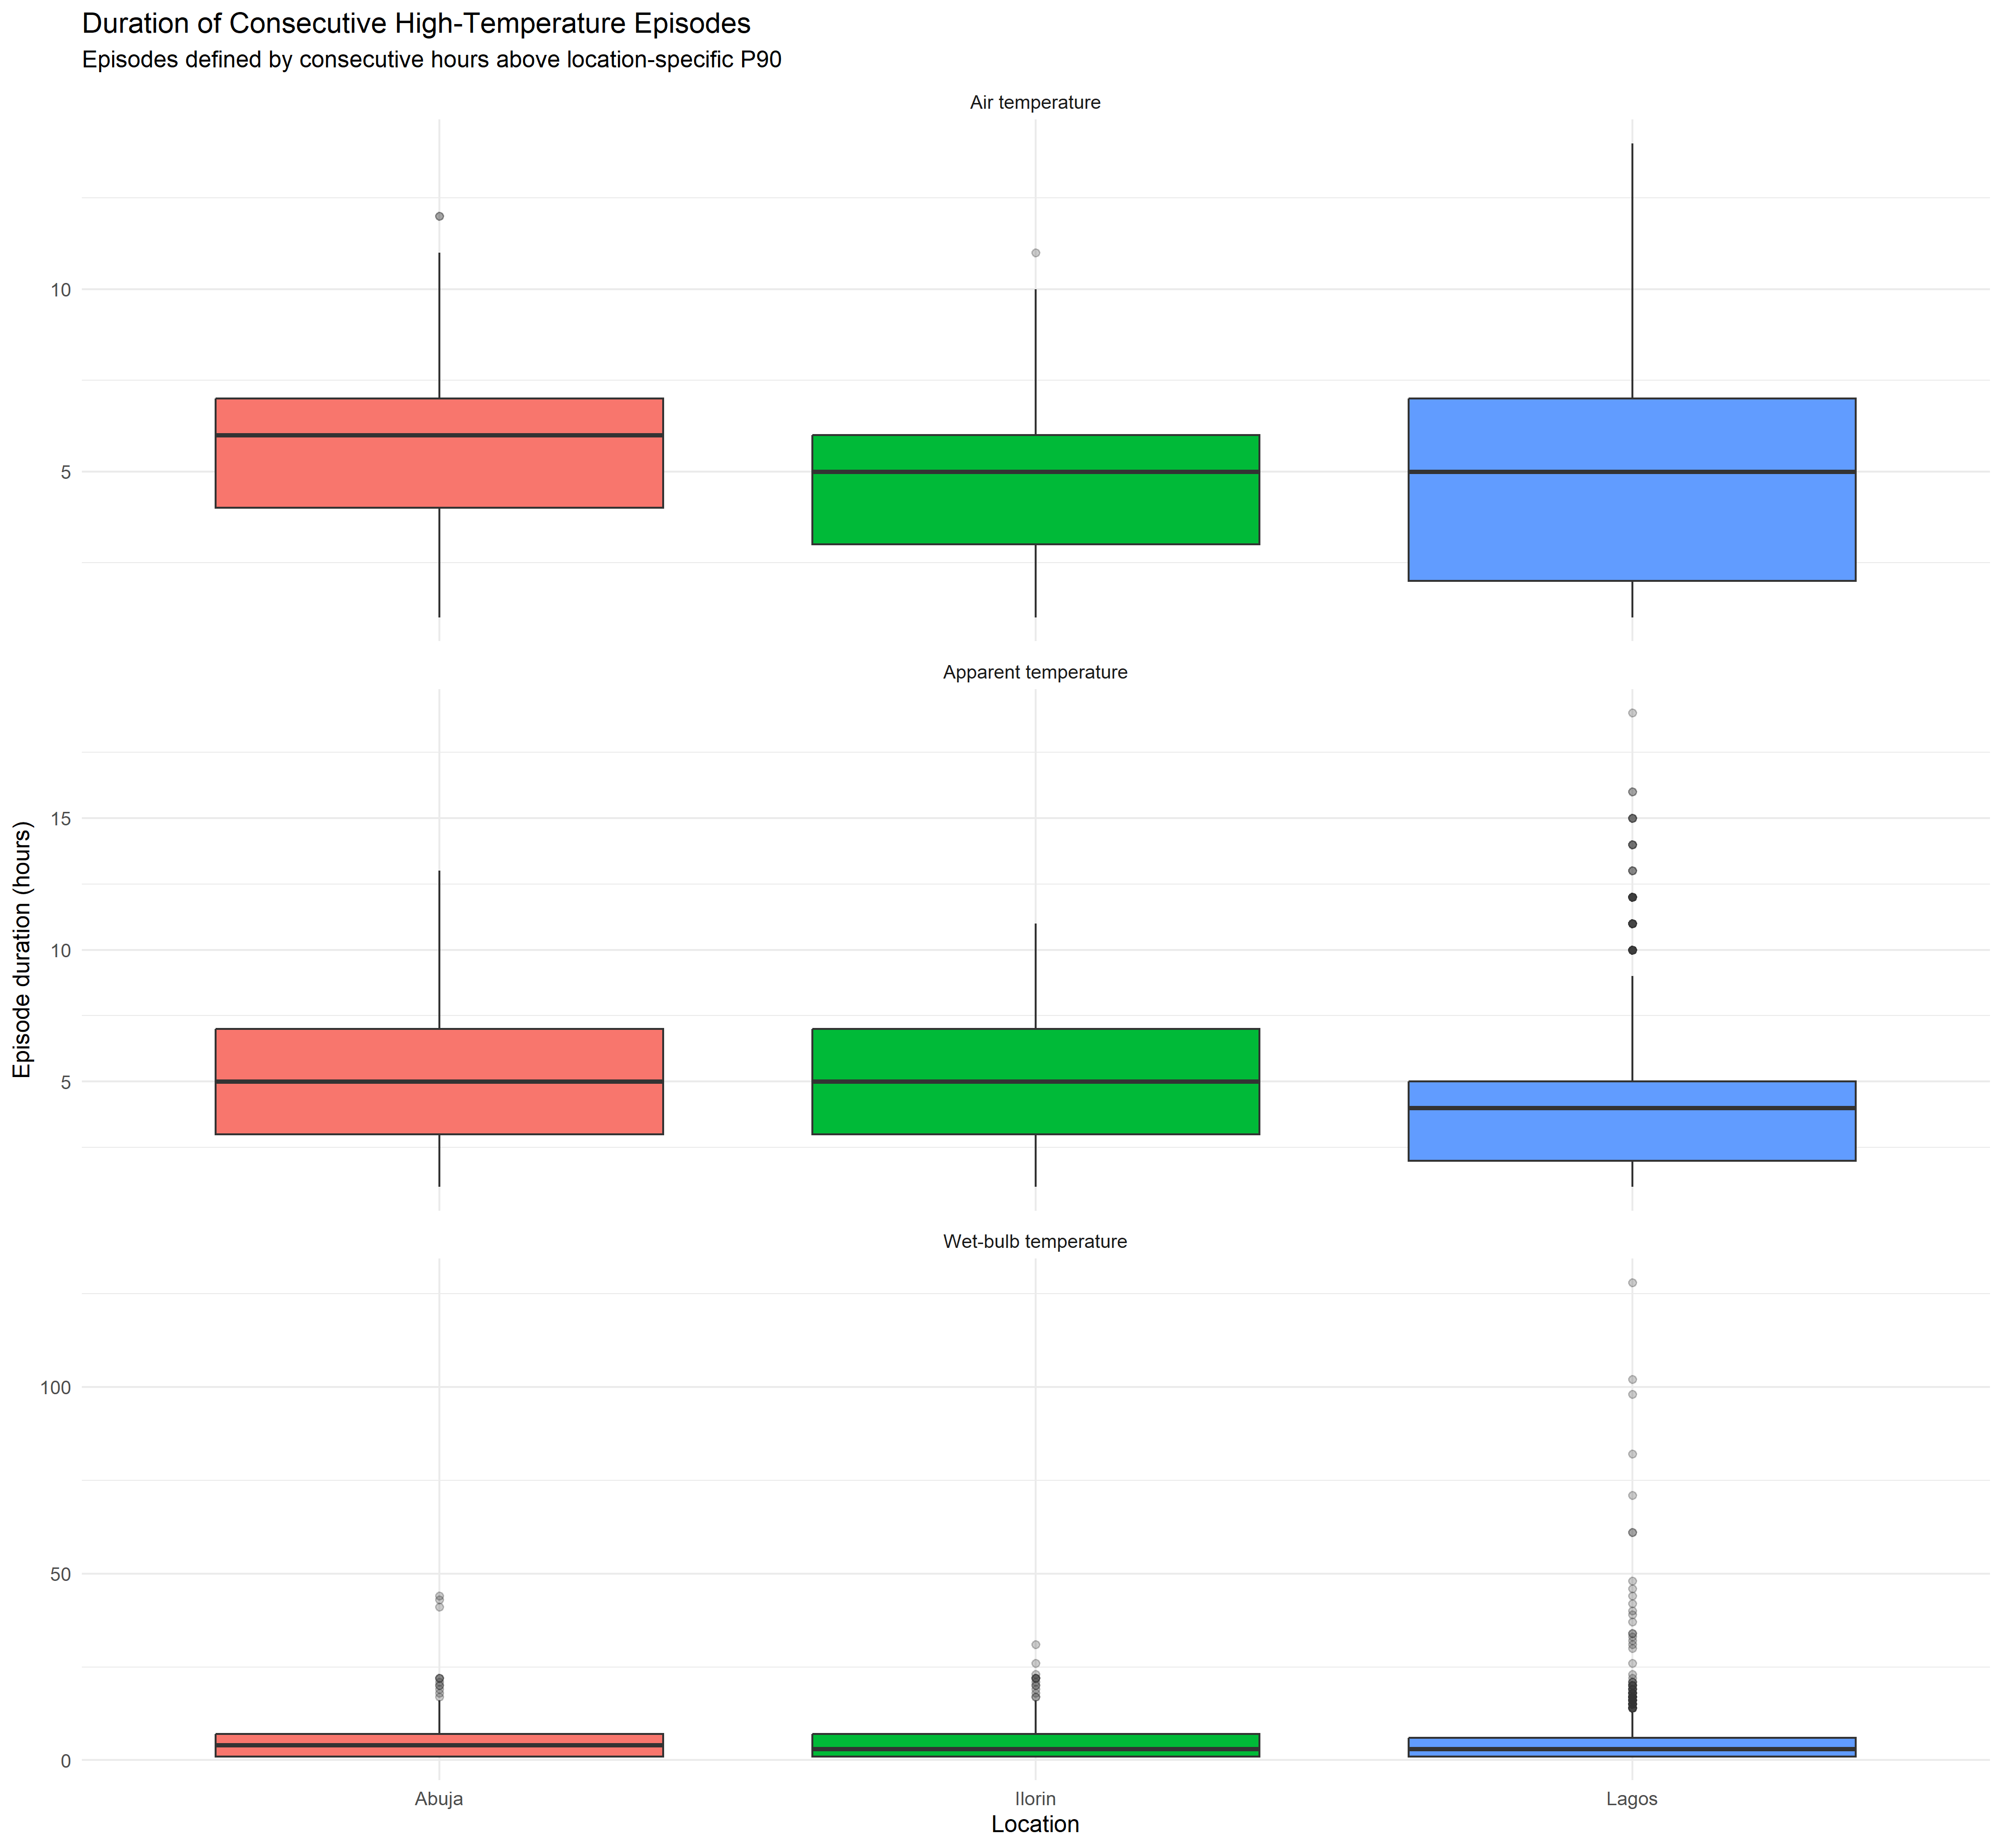 Duration of Consecutive High-Temperature Episodes
Episodes defined by consecutive hours above location-specific P90
Air temperature
10
5
Apparent temperature
15
10
5
Episode duration (hours)
Wet-bulb temperature
100
50
0
Abuja
Ilorin
Lagos
Location